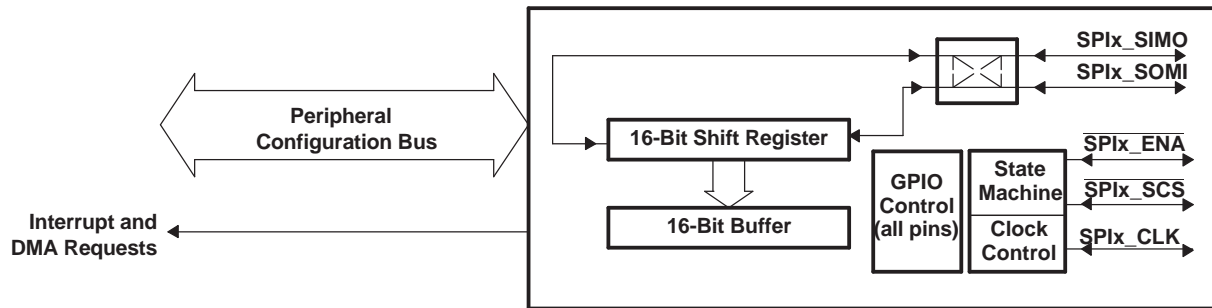 SPIx_SIMO
SPIx_SOMI
Peripheral
Configuration Bus
16-Bit Shift Register
SPIx_ENA
GPIO
Control
(all pins)
State
Machine
SPIx_SCS
Interrupt and
DMA Requests
16-Bit Buffer
Clock
Control
SPIx_CLK